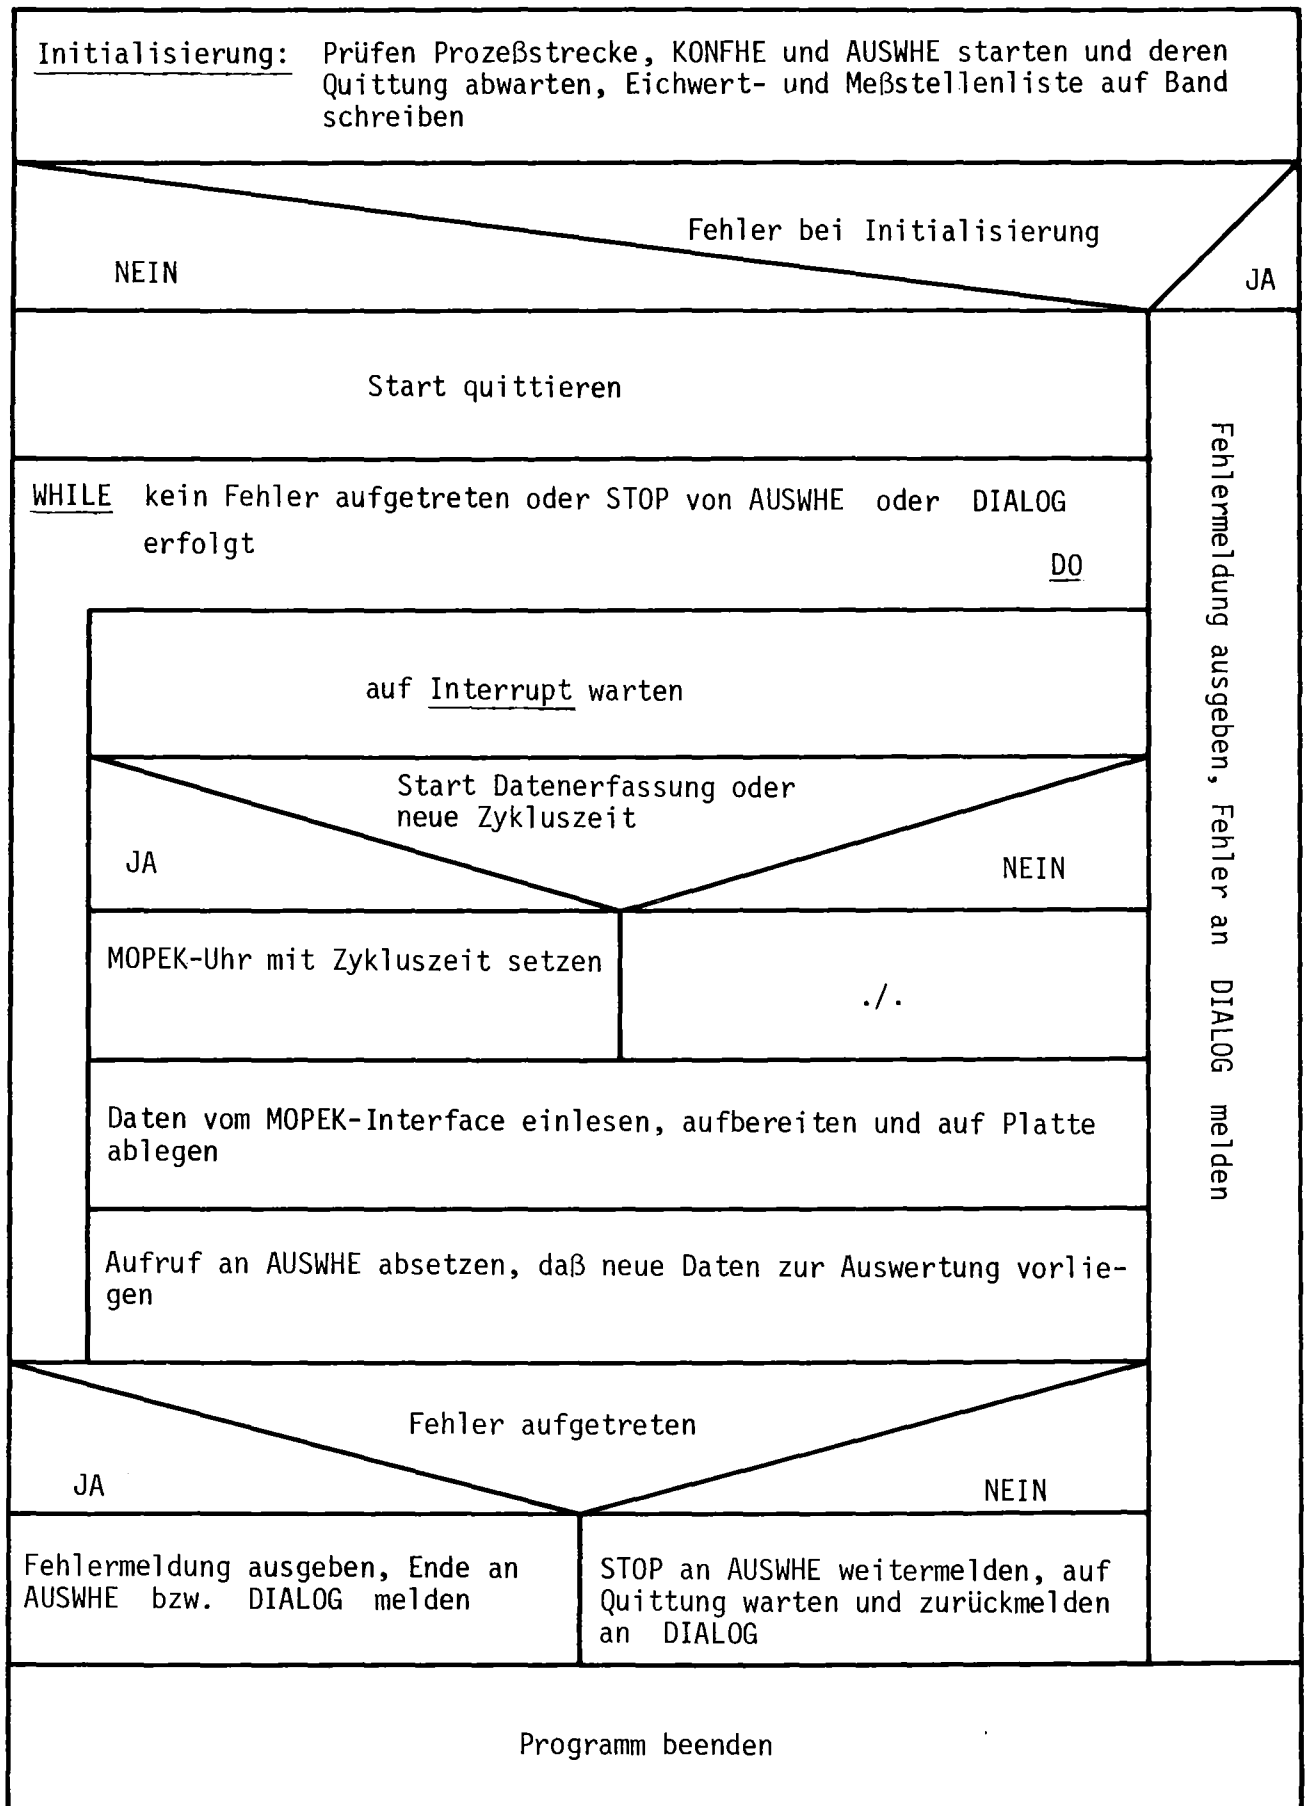 Initialisierung: Prüfen Prozeßstrecke, KONFHE und AUSWHE starten und deren
Quittung abwarten, Eichwert- und Meßstellenliste auf Band
schreiben
Fehler bei Initialisierung
NEIN
JA
Start quittieren
WHILE kein Fehler aufgetreten oder STOP von AUSWHE oder DIALOG
erfolgt
DO
auf Interrupt warten
Start Datenerfassung oder
neue Zykluszeit
JA
NEIN
MOPEK-Uhr mit Zykluszeit setzen
./.
Daten vom MOPEK-Interface einlesen, aufbereiten und auf Platte
ablegen
Aufruf an AUSWHE absetzen, daß neue Daten zur Auswertung vorlie-
gen
Fehler aufgetreten
JA
NEIN
Fehlermeldung ausgeben, Ende an
AUSWHE bzw. DIALOG melden
STOP an AUSWHE weitermelden, auf
Quittung warten und zurückmelden
an DIALOG
Fehlermeldung ausgeben, Fehler an DIALOG melden
Programm beenden